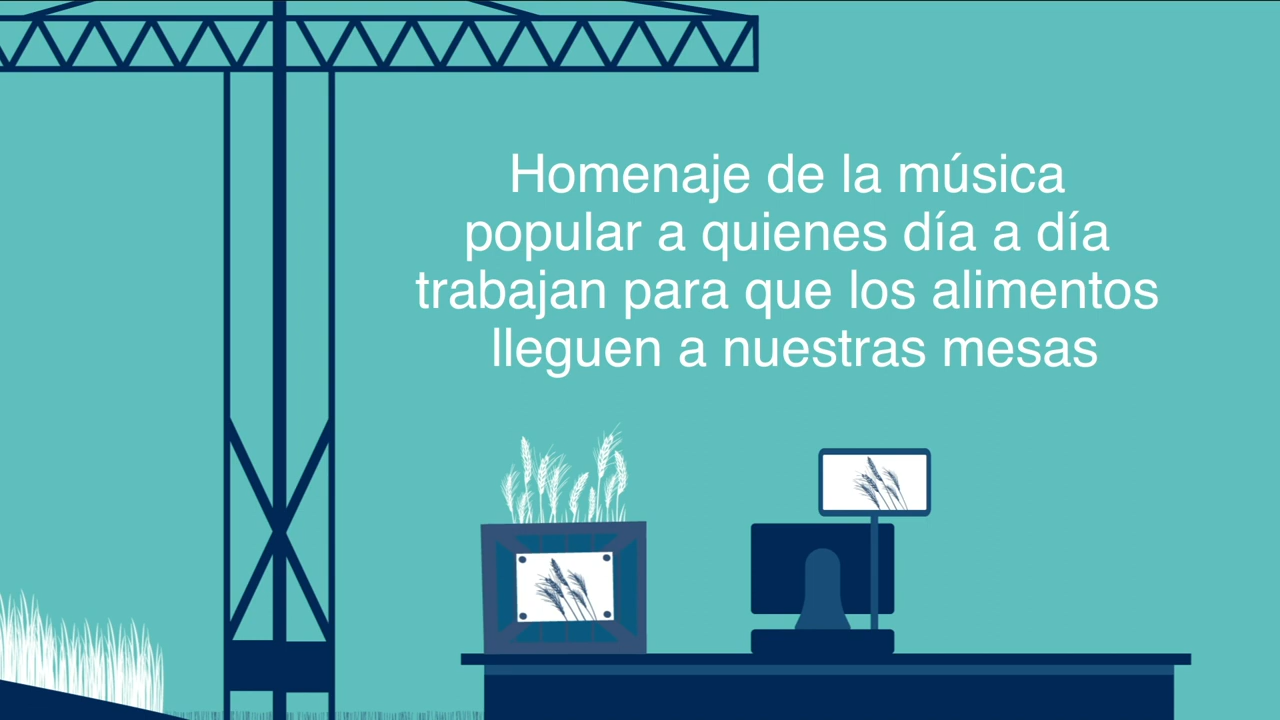 Homenaje de la música
popular a quienes día a día
trabajan para que los alimentos
lleguen a nuestras mesas